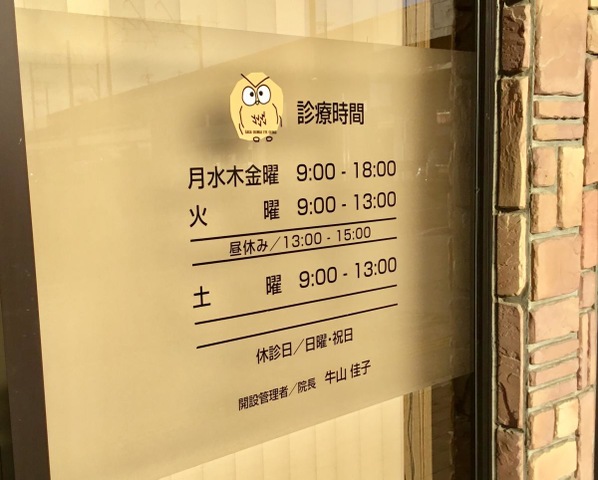 診療時間
月水木金曜 9:00 - 18:00
火 曜 9:00 - 13:00
昼休み/13:00 - 15:00
土 曜 9:00 - 13:00
休診日/日曜・祝日
開設管理者/院長 牛山 佳子